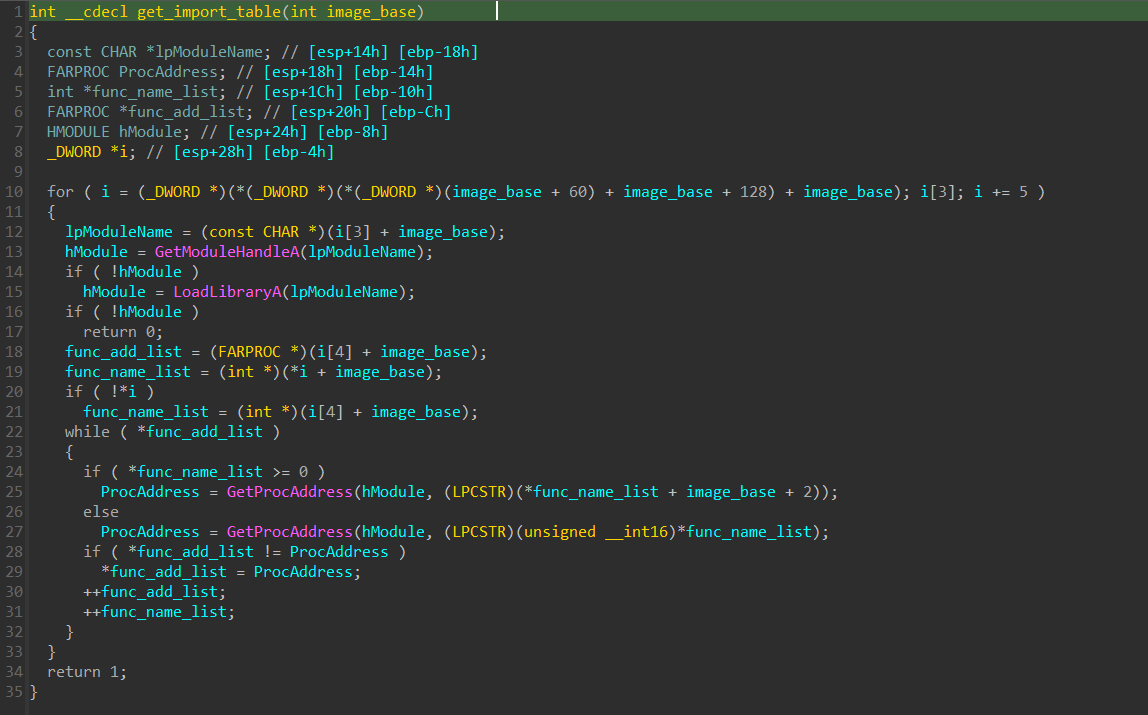 1 int __cdecl get_import_table(int image_base)
2 {
3 const CHAR *lpModuleName; // [esp+14h] [ebp-18h]
4 FARPROC ProcAddress; // [esp+18h] [ebp-14h]
5 int *func_name_list; // [esp+1Ch] [ebp-10h]
6 FARPROC *func_add_list; // [esp+20h] [ebp-Ch]
7 HMODULE hModule; // [esp+24h] [ebp-8h]
8 _DWORD *i; // [esp+28h] [ebp-4h]
9
10 for ( i = (_DWORD *)(*(_DWORD *)(*(_DWORD *)(image_base + 60) + image_base + 128) + image_base); i[3]; i += 5 )
11 {
12 lpModuleName = (const CHAR *)(i[3] + image_base);
13 hModule = GetModuleHandleA(lpModuleName);
14 if ( !hModule )
15 hModule = LoadLibraryA(lpModuleName);
16 if ( !hModule )
17 return 0;
18 func_add_list = (FARPROC *)(i[4] + image_base);
19 func_name_list = (int *)(*i + image_base);
20 if ( !*i )
21 func_name_list = (int *)(i[4] + image_base);
22 while ( *func_add_list )
23 {
24 if ( *func_name_list >= 0 )
25 ProcAddress = GetProcAddress(hModule, (LPCSTR)(*func_name_list + image_base + 2));
26 else
27 ProcAddress = GetProcAddress(hModule, (LPCSTR)(unsigned __int16)*func_name_list);
28 if ( *func_add_list != ProcAddress )
29 *func_add_list = ProcAddress;
30 ++func_add_list;
31 ++func_name_list;
32 }
33 }
34 return 1;
35 }